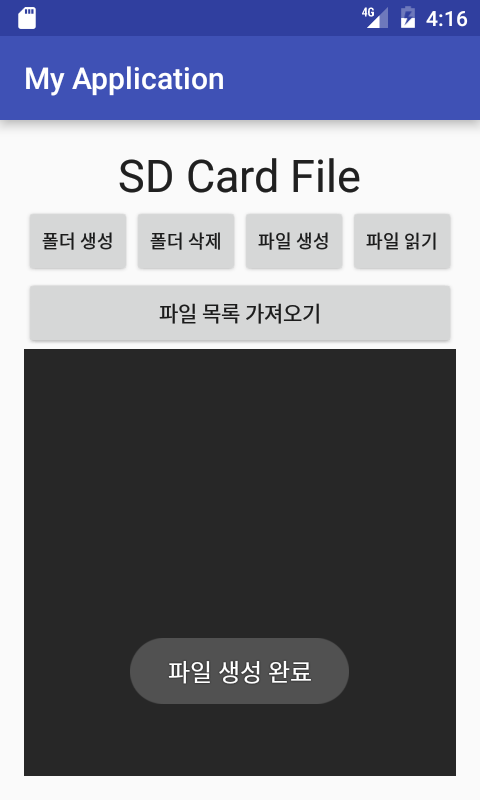 4G 4:16
My Application
SD Card File
폴더 생성 폴더 삭제 파일 생성 파일 읽기
파일 목록 가져오기
파일 생성 완료